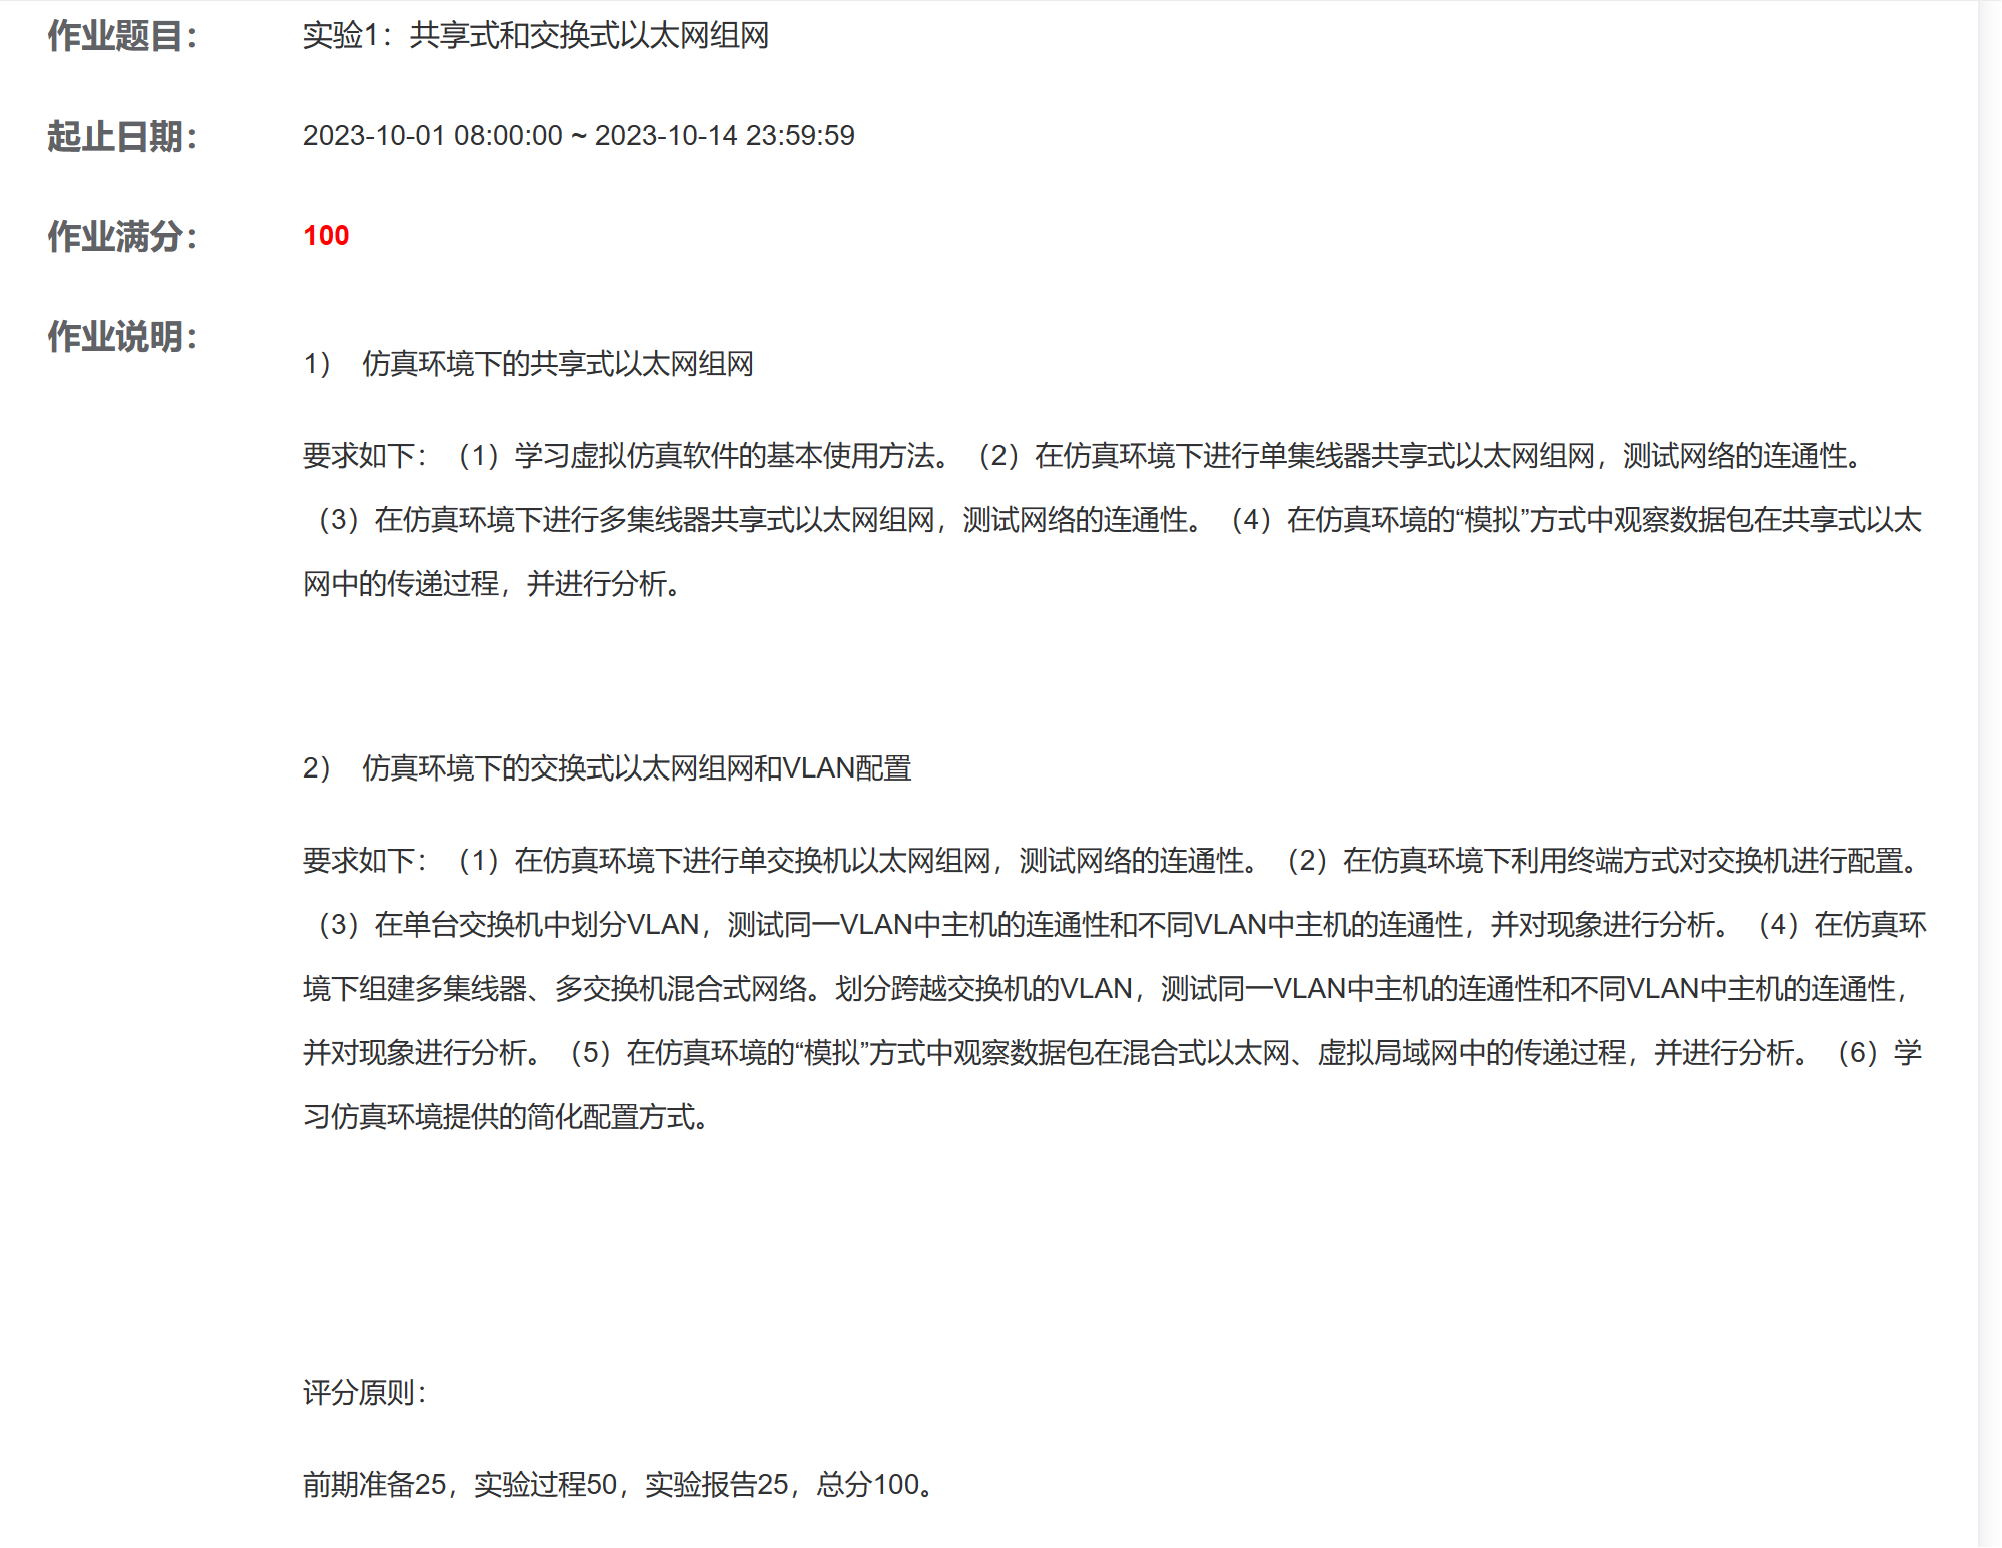 作业题目：
实验1：共享式和交换式以太网组网
起止日期：
2023-10-01 08:00:00 ~ 2023-10-14 23:59:59
作业满分：
100
作业说明：
1） 仿真环境下的共享式以太网组网
要求如下：（1）学习虚拟仿真软件的基本使用方法。（2）在仿真环境下进行单集线器共享式以太网组网，测试网络的连通性。
（3）在仿真环境下进行多集线器共享式以太网组网，测试网络的连通性。（4）在仿真环境的“模拟”方式中观察数据包在共享式以太
网中的传递过程，并进行分析。
2） 仿真环境下的交换式以太网组网和VLAN配置
要求如下：（1）在仿真环境下进行单交换机以太网组网，测试网络的连通性。（2）在仿真环境下利用终端方式对交换机进行配置。
（3）在单台交换机中划分VLAN，测试同一VLAN中主机的连通性和不同VLAN中主机的连通性，并对现象进行分析。（4）在仿真环
境下组建多集线器、多交换机混合式网络。划分跨越交换机的VLAN，测试同一VLAN中主机的连通性和不同VLAN中主机的连通性，
并对现象进行分析。（5）在仿真环境的“模拟”方式中观察数据包在混合式以太网、虚拟局域网中的传递过程，并进行分析。（6）学
习仿真环境提供的简化配置方式。
评分原则：
前期准备25，实验过程50，实验报告25，总分100。